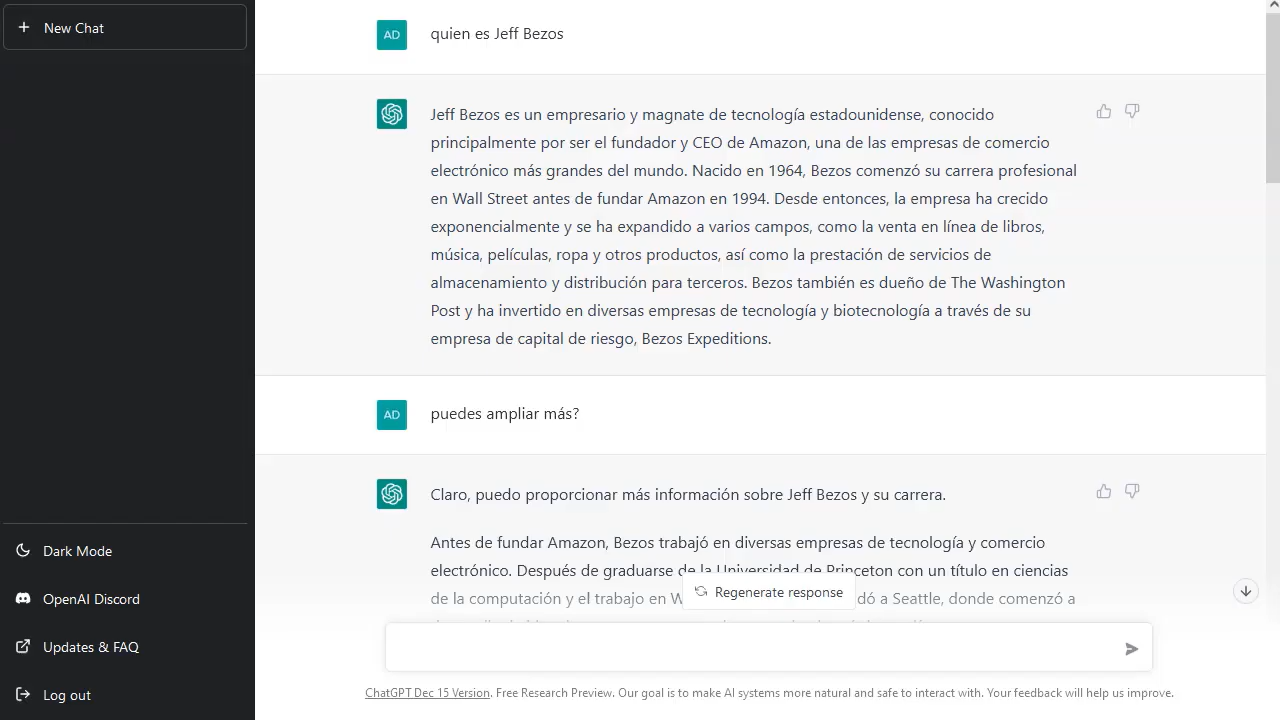 New Chat
AD
quien es Jeff Bezos
Jeff Bezos es un empresario y magnate de tecnología estadounidense, conocido
principalmente por ser el fundador y CEO de Amazon, una de las empresas de comercio
electrónico más grandes del mundo. Nacido en 1964, Bezos comenzó su carrera profesional
en Wall Street antes de fundar Amazon en 1994. Desde entonces, la empresa ha crecido
exponencialmente y se ha expandido a varios campos, como la venta en línea de libros,
música, películas, ropa y otros productos, así como la prestación de servicios de
almacenamiento y distribución para terceros. Bezos también es dueño de The Washington
Post y ha invertido en diversas empresas de tecnología y biotecnología a través de su
empresa de capital de riesgo, Bezos Expeditions.
AD
puedes ampliar más?
Claro, puedo proporcionar más información sobre Jeff Bezos y su carrera.
Antes de fundar Amazon, Bezos trabajó en diversas empresas de tecnología y comercio
electrónico. Después de graduarse de la Universidad de Princeton con un título en ciencias
de la computación y el trabajo en W dó a Seattle, donde comenzó a
Regenerate response
Dark Mode
OpenAI Discord
Updates & FAQ
Log out
ChatGPT Dec 15 Version. Free Research Preview. Our goal is to make AI systems more natural and safe to interact with. Your feedback will help us improve.